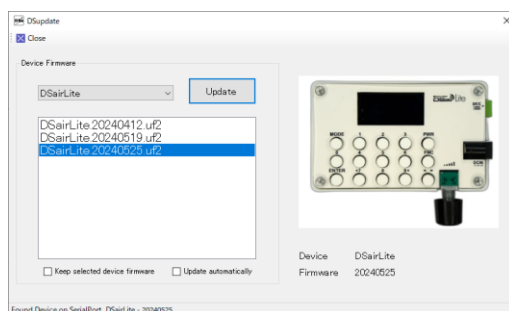 DSupdate
Close
Device Firmware
DSairLite
Update
DSairLite.20240412.uf2
DSairLite.20240519.uf2
DSairLite.20240525.uf2
Keep selected device firmware
Update automatically
MODE 1 2 3 PWR
ENTER
Lite
Device DSairLite
Firmware 20240525
Found Device on SerialPort. DSairLite - 20240525